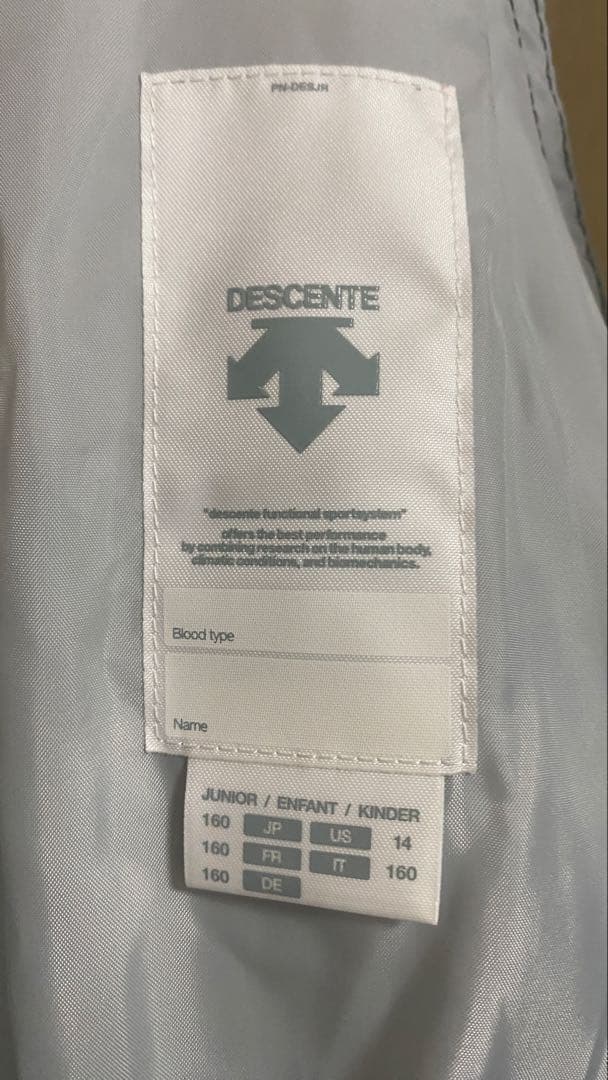 PN-DESJR
DESCENTE
"descente functional sportsystem"
offers the best performance
by combining research on the human body,
climatic conditions, and biomechanics.
Blood type
Name
JUNIOR / ENFANT / KINDER
160 JP US 14
160 FR IT 160
160 DE